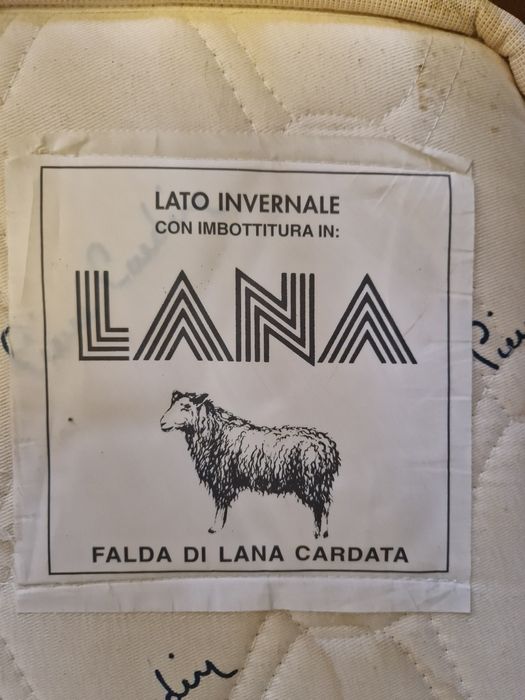 LATO INVERNALE
CON IMBOTTITURA IN:
LANA
FALDA DI LANA CARDATA